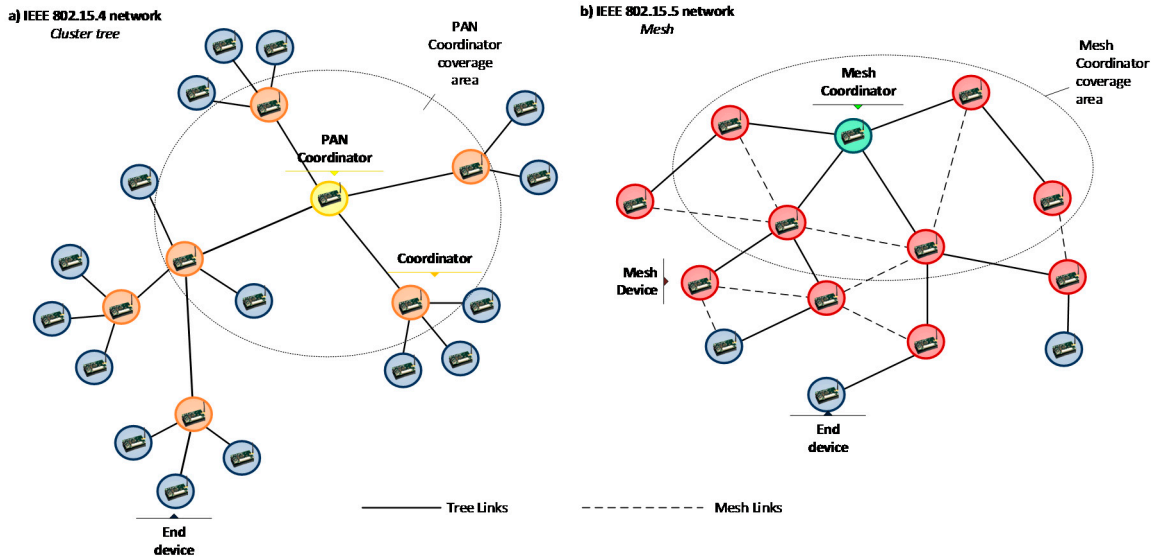 a) IEEE 802.15.4 network
Cluster tree
PAN
Coordinator
coverage
area
PAN
Coordinator
Coordinator
End
device
b) IEEE 802.15.5 network
Mesh
Mesh
Coordinator
Mesh
Coordinator
coverage
area
Mesh
Device
End
device
Tree Links
Mesh Links